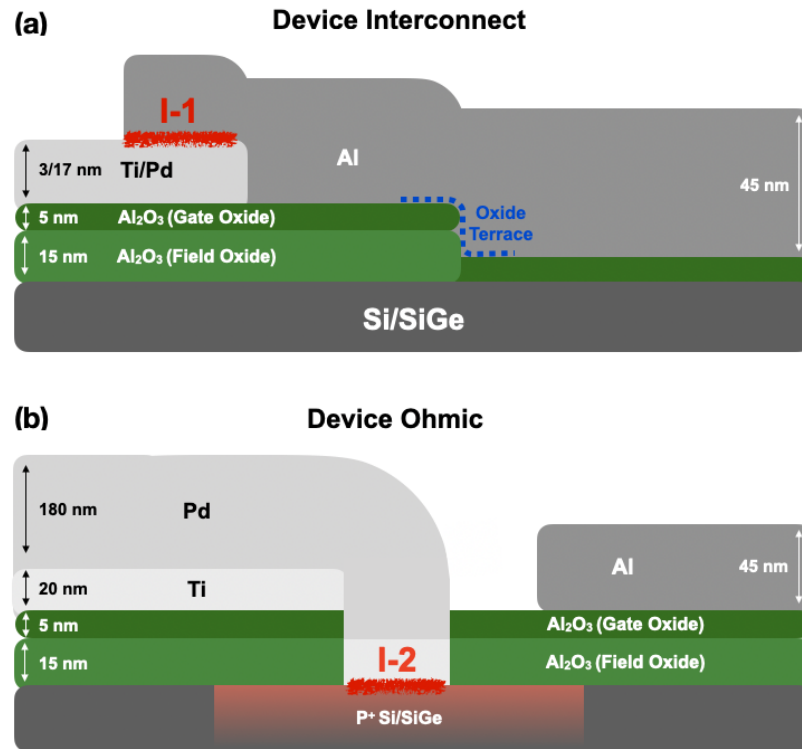 (a)
Device Interconnect
I-1
3/17 nm
Ti/Pd
Al
45 nm
5 nm
Al₂O₃ (Gate Oxide)
Oxide
Terrace
15 nm
Al₂O₃ (Field Oxide)
Si/SiGe
(b)
Device Ohmic
180 nm
Pd
Al
45 nm
20 nm
Ti
5 nm
Al₂O₃ (Gate Oxide)
15 nm
I-2
Al₂O₃ (Field Oxide)
P⁺ Si/SiGe